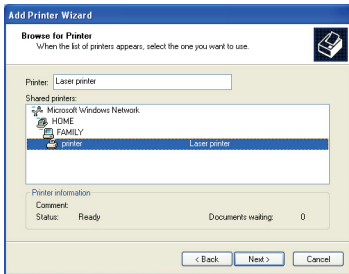 Add Printer Wizard
Browse for Printer
When the list of printers appears, select the one you want to use.
Printer: Laser printer
Shared printers:
Microsoft Windows Network
HOME
FAMILY
printer Laser printer
Printer information
Comment:
Status: Ready Documents waiting: 0
< Back Next > Cancel